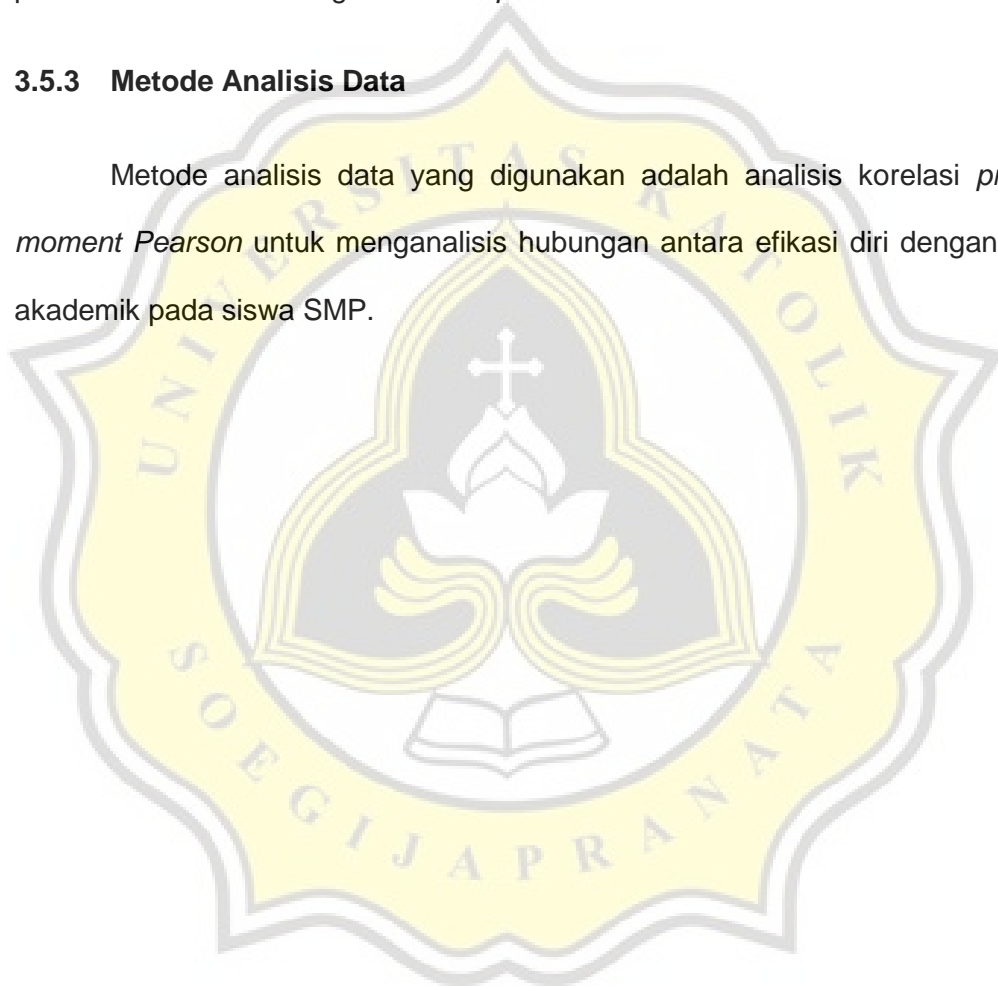 3.5.3 Metode Analisis Data
Metode analisis data yang digunakan adalah analisis korelasi
moment Pearson untuk menganalisis hubungan antara efikasi diri dengan
akademik pada siswa SMP.
UNIVERSITAS KATOLIK
SOEGIJAPRANATA